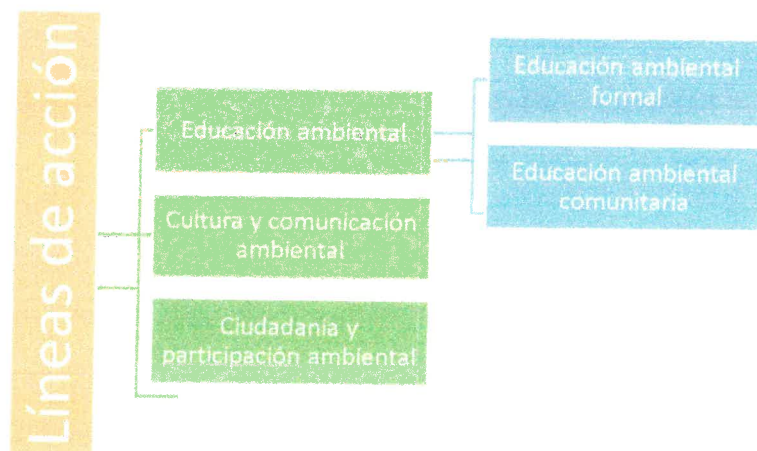 Líneas de acción
Educación ambiental
Educación ambiental
formal
Educación ambiental
comunitaria
Cultura y comunicación
ambiental
Ciudadanía y
participación ambiental